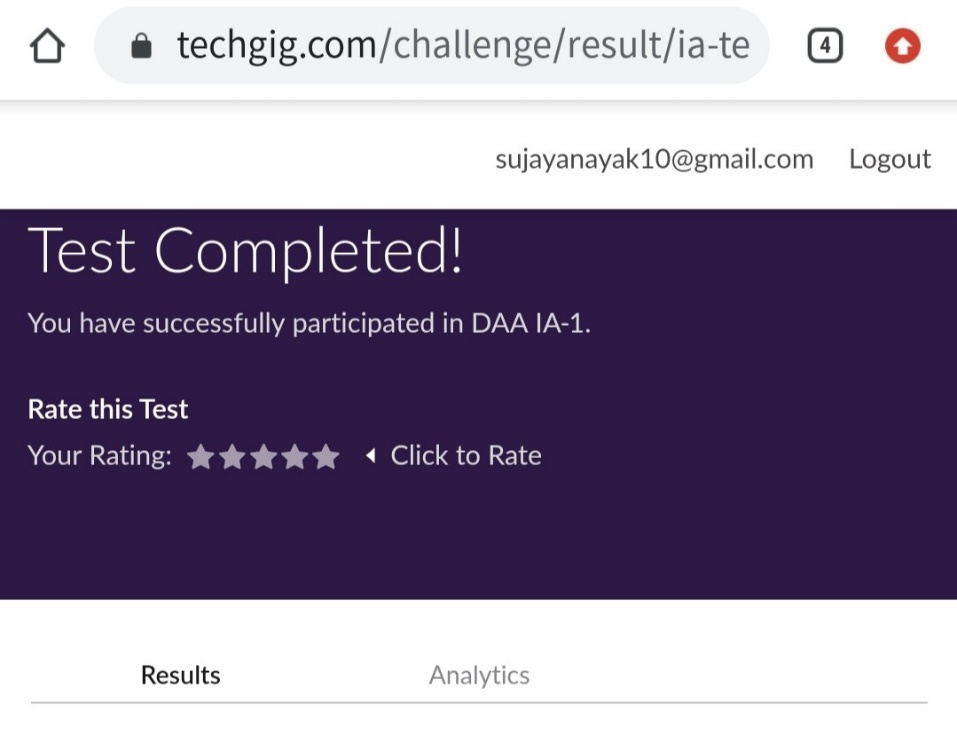 techgig.com/challenge/result/ia-te
4
sujayanayak10@gmail.com Logout
Test Completed!
You have successfully participated in DAA IA-1.
Rate this Test
Your Rating: Click to Rate
Results Analytics